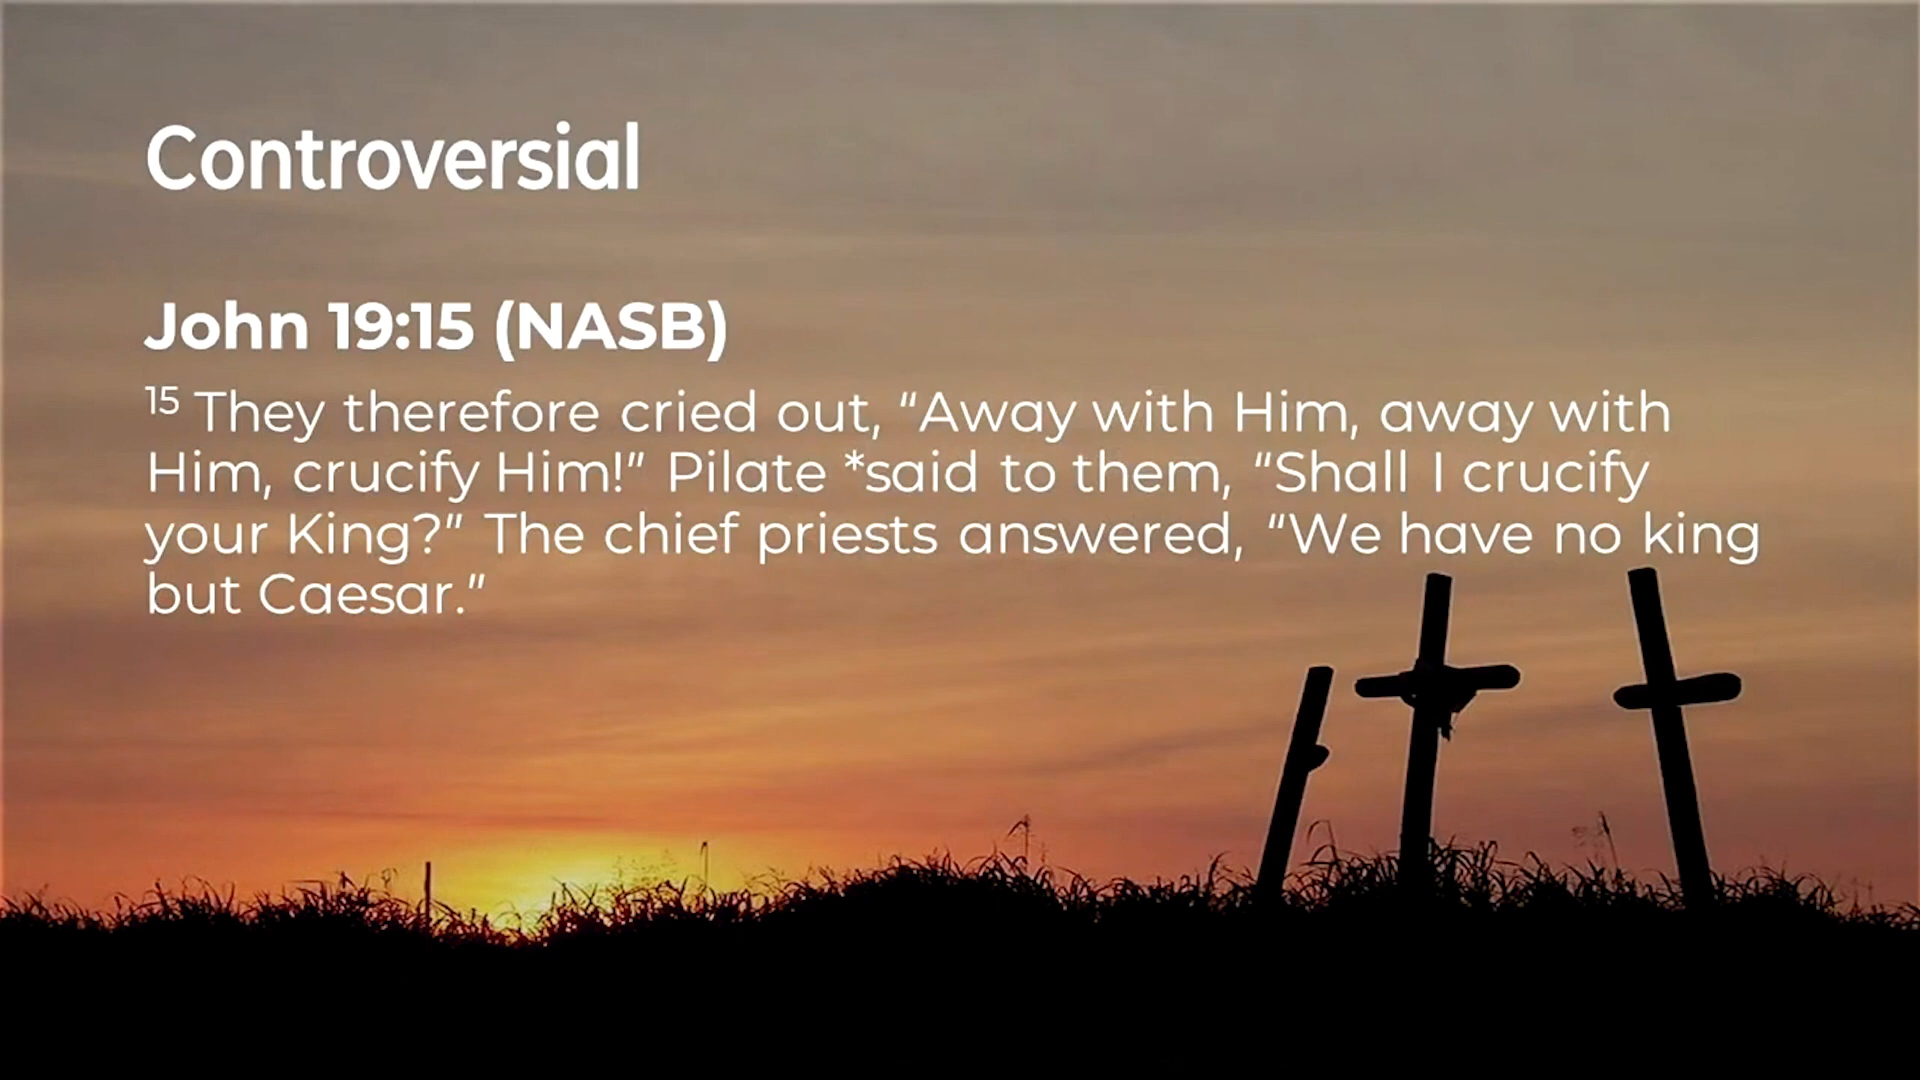 Controversial
John 19:15 (NASB)
15 They therefore cried out, “Away with Him, away with
Him, crucify Him!” Pilate *said to them, “Shall I crucify
your King?” The chief priests answered, “We have no king
but Caesar.”